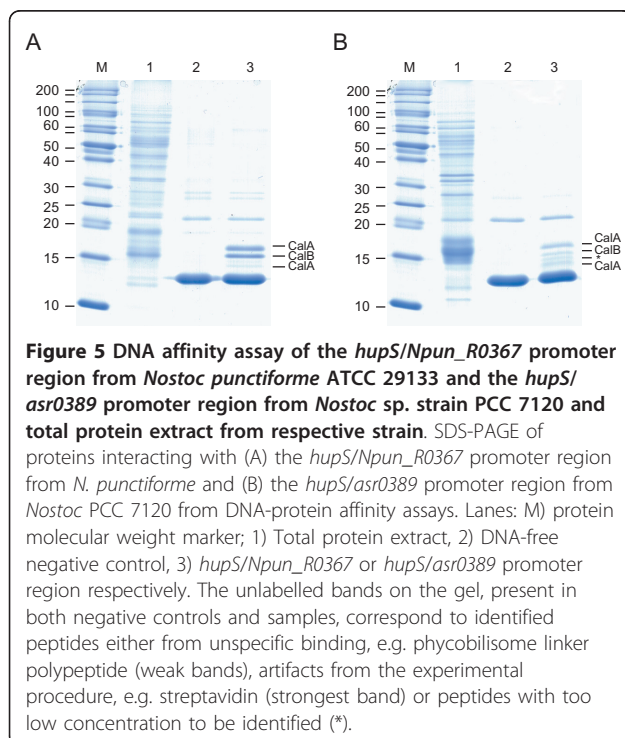 A
B
M 1 2 3
M 1 2 3
200
100
60
50
40
30
25
20
15
10
CalA
CalB
CalA
200
100
60
50
40
30
25
20
15
10
CalA
CalB
*
CalA
Figure 5 DNA affinity assay of the hupS/Npun_R0367 promoter
region from Nostoc punctiforme ATCC 29133 and the hupS/
asr0389 promoter region from Nostoc sp. strain PCC 7120 and
total protein extract from respective strain. SDS-PAGE of
proteins interacting with (A) the hupS/Npun_R0367 promoter region
from N. punctiforme and (B) the hupS/asr0389 promoter region from
Nostoc PCC 7120 from DNA-protein affinity assays. Lanes: M) protein
molecular weight marker; 1) Total protein extract, 2) DNA-free
negative control, 3) hupS/Npun_R0367 or hupS/asr0389 promoter
region respectively. The unlabelled bands on the gel, present in
both negative controls and samples, correspond to identified
peptides either from unspecific binding, e.g. phycobilisome linker
polypeptide (weak bands), artifacts from the experimental
procedure, e.g. streptavidin (strongest band) or peptides with too
low concentration to be identified (*).